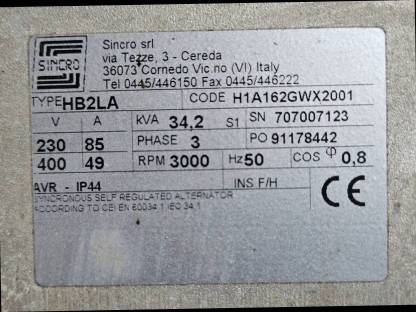 SINCRO
Sincro srl
via Tezze, 3 - Cereda
36073 Cornedo Vic.no (VI) Italy
Tel 0445/446150 Fax 0445/446222
TYPE HB2LA CODE H1A162GWX2001
V A KVA 34,2 S1 SN 707007123
230 85 PHASE 3 PO 91178442
400 49 RPM 3000 Hz 50 COS φ 0,8
AVR - IP44 INS F/H CE
SYNCRONOUS SELF REGULATED ALTERNATOR
ACCORDING TO CEI EN 60034.1 IEC 34.1